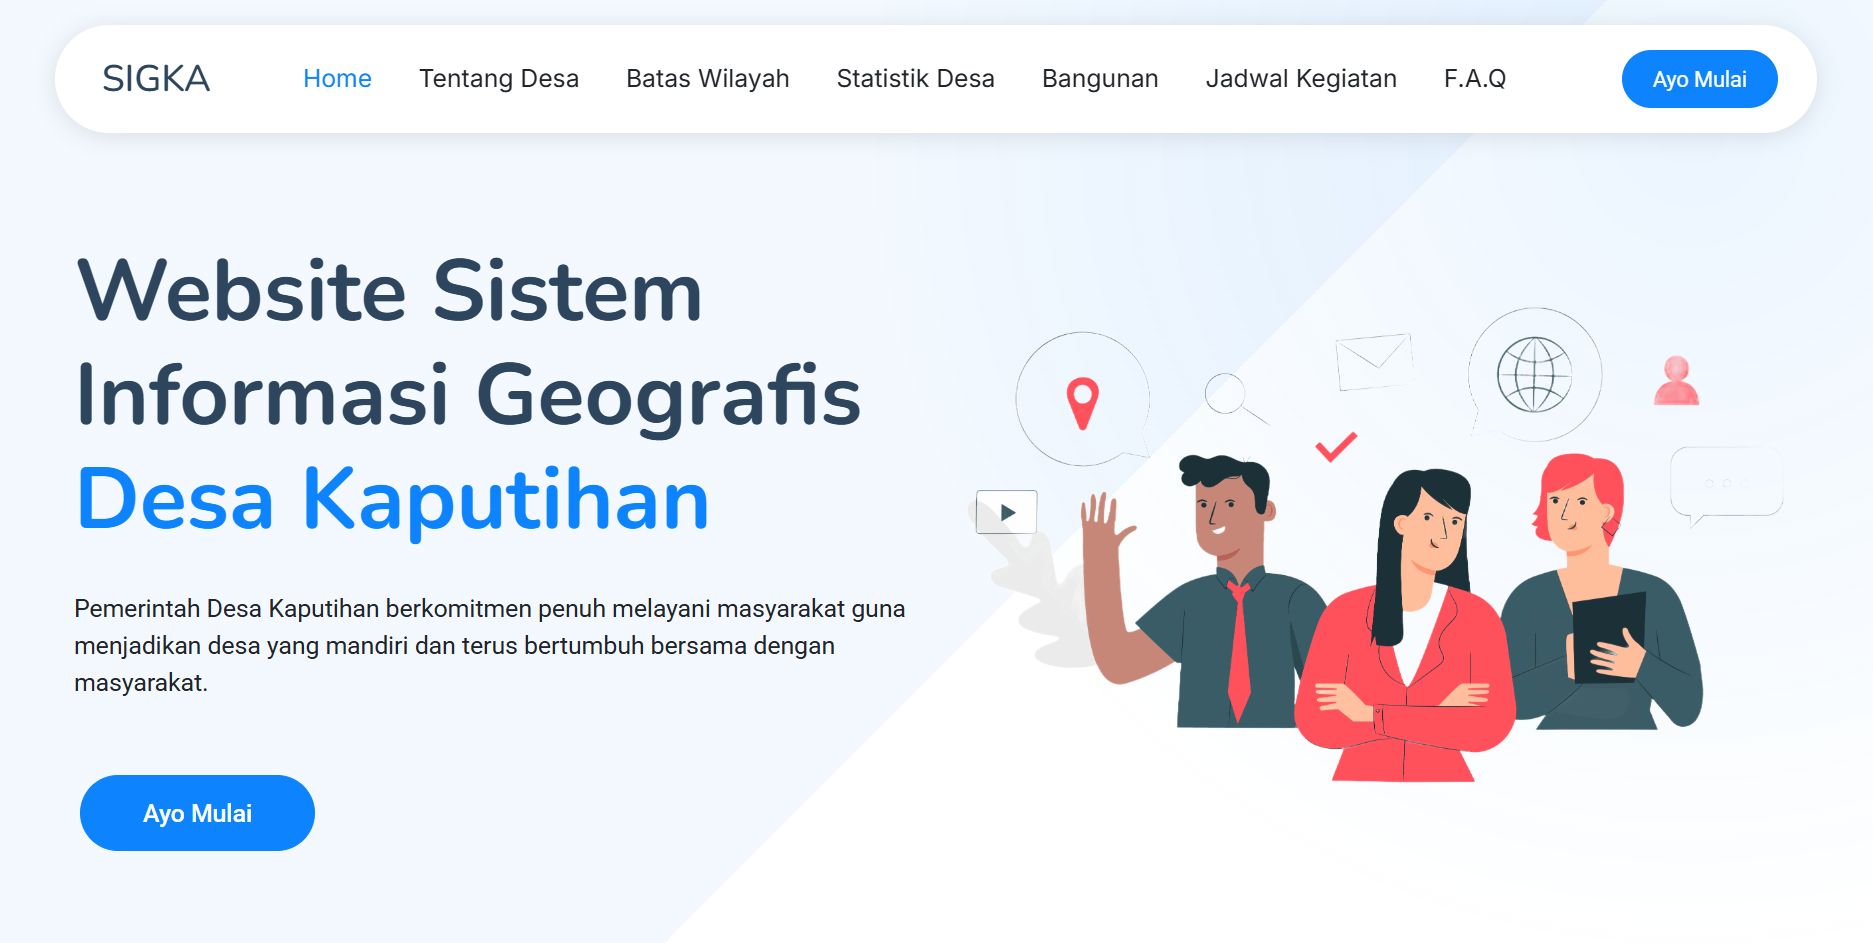 SIGKA
Home Tentang Desa Batas Wilayah Statistik Desa Bangunan Jadwal Kegiatan F.A.Q
Ayo Mulai
Website Sistem
Informasi Geografis
Desa Kaputihan
Pemerintah Desa Kaputihan berkomitmen penuh melayani masyarakat guna
menjadikan desa yang mandiri dan terus bertumbuh bersama dengan
masyarakat.
Ayo Mulai